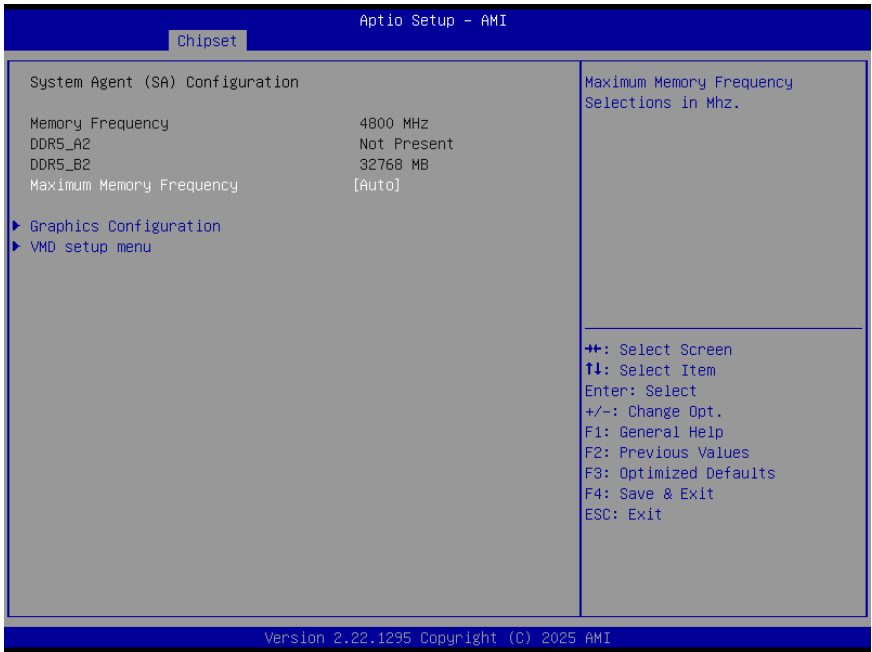 Aptio Setup – AMI
Chipset
System Agent (SA) Configuration
Memory Frequency 4800 MHz
DDR5_A2 Not Present
DDR5_B2 32768 MB
Maximum Memory Frequency [Auto]
Graphics Configuration
VMD setup menu
Maximum Memory Frequency
Selections in Mhz.
→←: Select Screen
↑↓: Select Item
Enter: Select
+/-: Change Opt.
F1: General Help
F2: Previous Values
F3: Optimized Defaults
F4: Save & Exit
ESC: Exit
Version 2.22.1295 Copyright (C) 2025 AMI